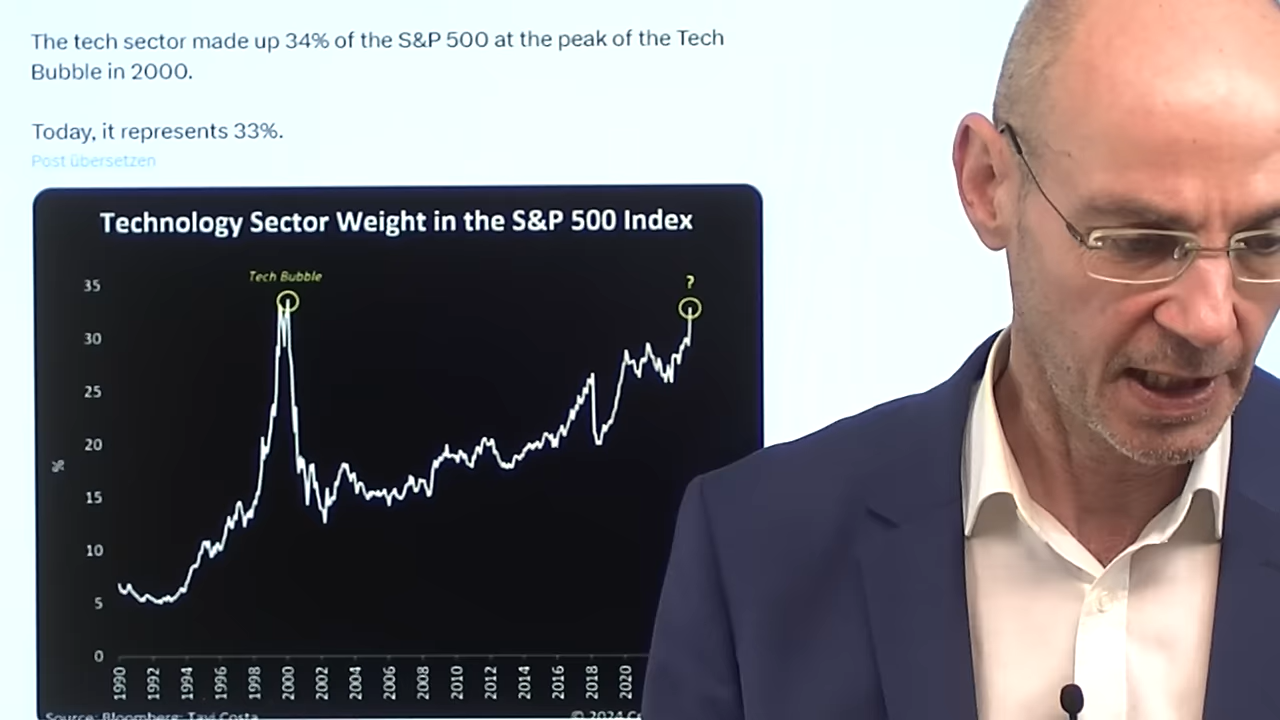 The tech sector made up 34% of the S&P 500 at the peak of the Tech
Bubble in 2000.
Today, it represents 33%.
Post übersetzen
Technology Sector Weight in the S&P 500 Index
Tech Bubble
?
35
30
25
20
15
10
5
0
%
1990 1992 1994 1996 1998 2000 2002 2004 2006 2008 2010 2012 2014 2016 2018 2020
Source: Bloomberg; Tavi Costa
© 2024